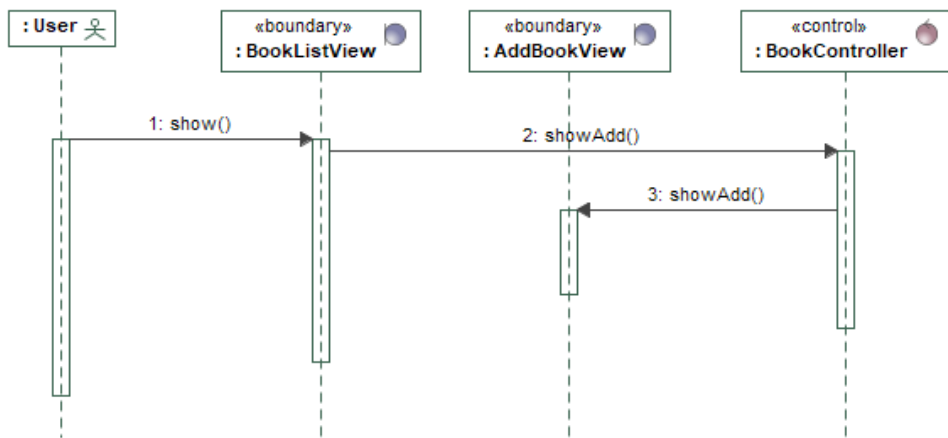 : User
«boundary»
: BookListView
«boundary»
: AddBookView
«control»
: BookController
1: show()
2: showAdd()
3: showAdd()